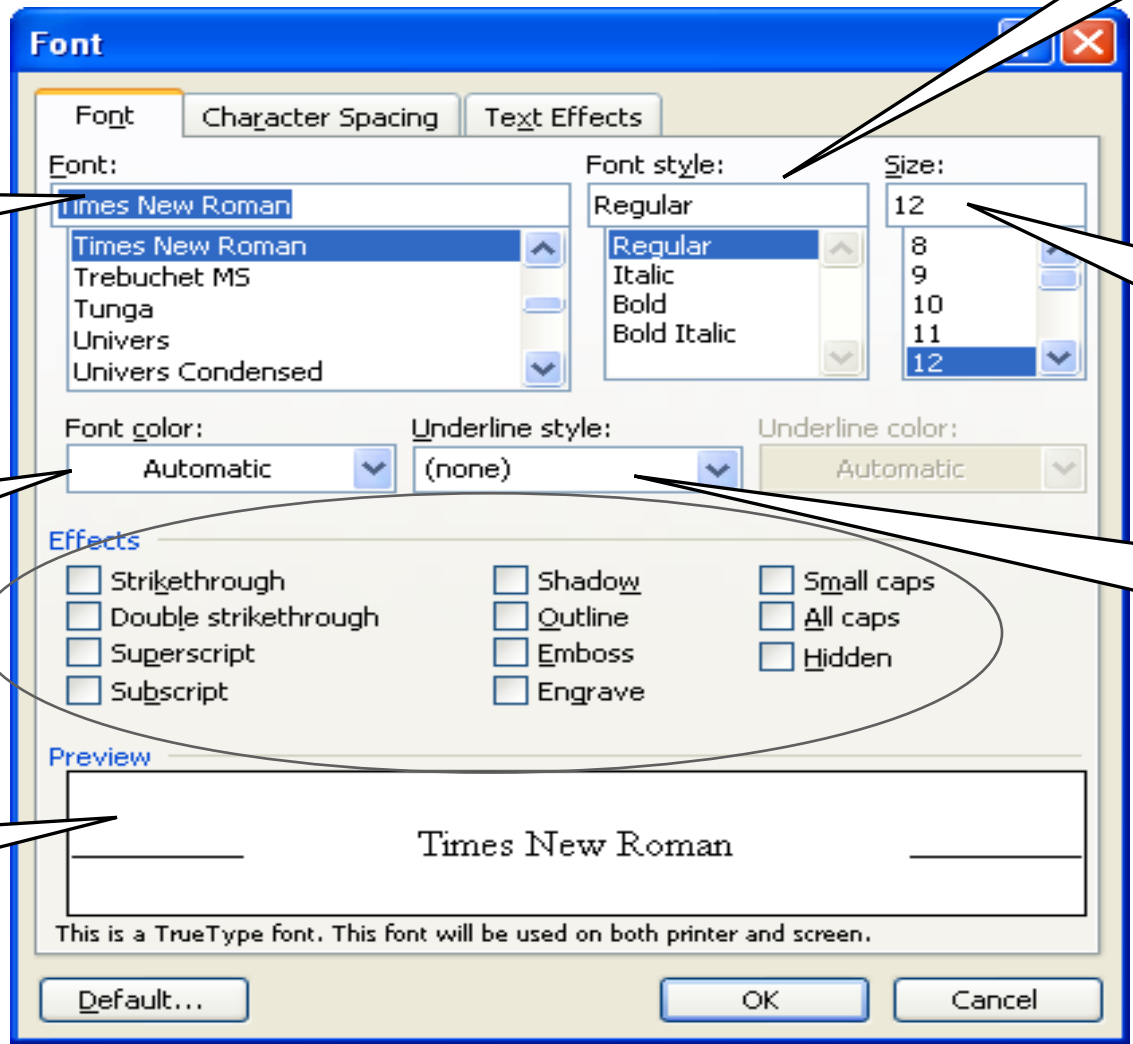 Font
?
Font Character Spacing Text Effects
Font: Font style: Size:
Times New Roman Regular 12
Times New Roman Regular 8
Trebuchet MS Italic 9
Tunga Bold 10
Univers Bold Italic 11
Univers Condensed 12
Font color: Underline style: Underline color:
Automatic (none) Automatic
Effects
Strikethrough Shadow Small caps
Double strikethrough Outline All caps
Superscript Emboss Hidden
Subscript Engrave
Preview
Times New Roman
This is a TrueType font. This font will be used on both printer and screen.
Default... OK Cancel